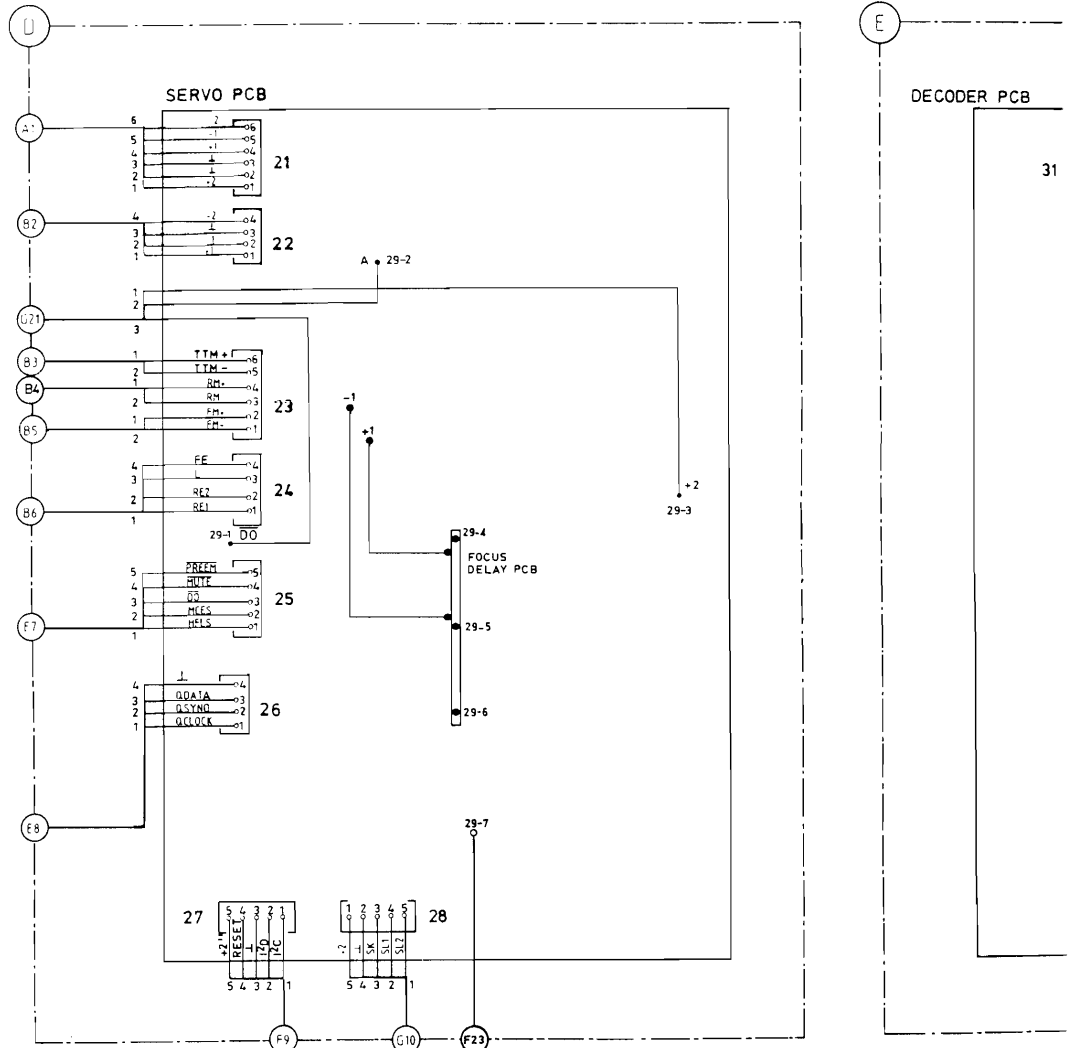 D
E
SERVO PCB
DECODER PCB
A1
6 2 6
5 -1 5
4 +1 4
3 ⊥ 3
2 ⊥ 2
1 +2 1
21
31
B2
4 -2 4
3 ⊥ 3
2 2
1 1
22
A 29-2
1
2
3
G21
B3
1 TTM+ 6
2 TTM- 5
B4
1 RM+ 4
2 RM 3
B5
1 FM+ 2
2 FM- 1
23
-1
+1
4 FE 4
3 L 3
2 RE2 2
1 RE1 1
24
B6
+2
29-3
29-1 D̅O̅
29-4
FOCUS
DELAY PCB
5 PREEM 5
4 MUTE 4
3 DO 3
2 MCES 2
1 HFLS 1
25
29-5
4 ⊥ 4
3 QDATA 3
2 QSYNC 2
1 QCLOCK 1
26
29-6
E8
29-7
27
5 4 3 2 1
+2'1 RESET ⊥ I²D I²C
5 4 3 2 1
1 2 3 4 5
28
-2 ⊥ SK SL1 SL2
5 4 3 2 1
F9
G10
F23